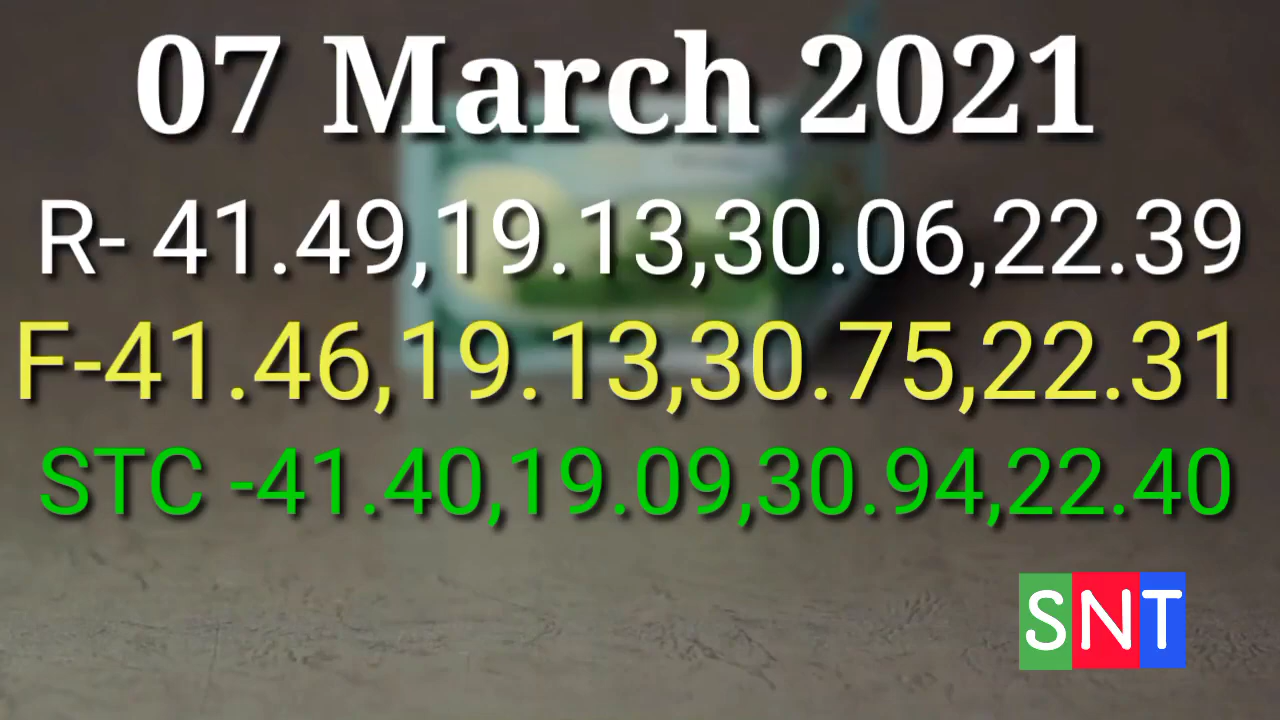 07 March 2021
R- 41.49,19.13,30.06,22.39
F-41.46,19.13,30.75,22.31
STC -41.40,19.09,30.94,22.40
SNT